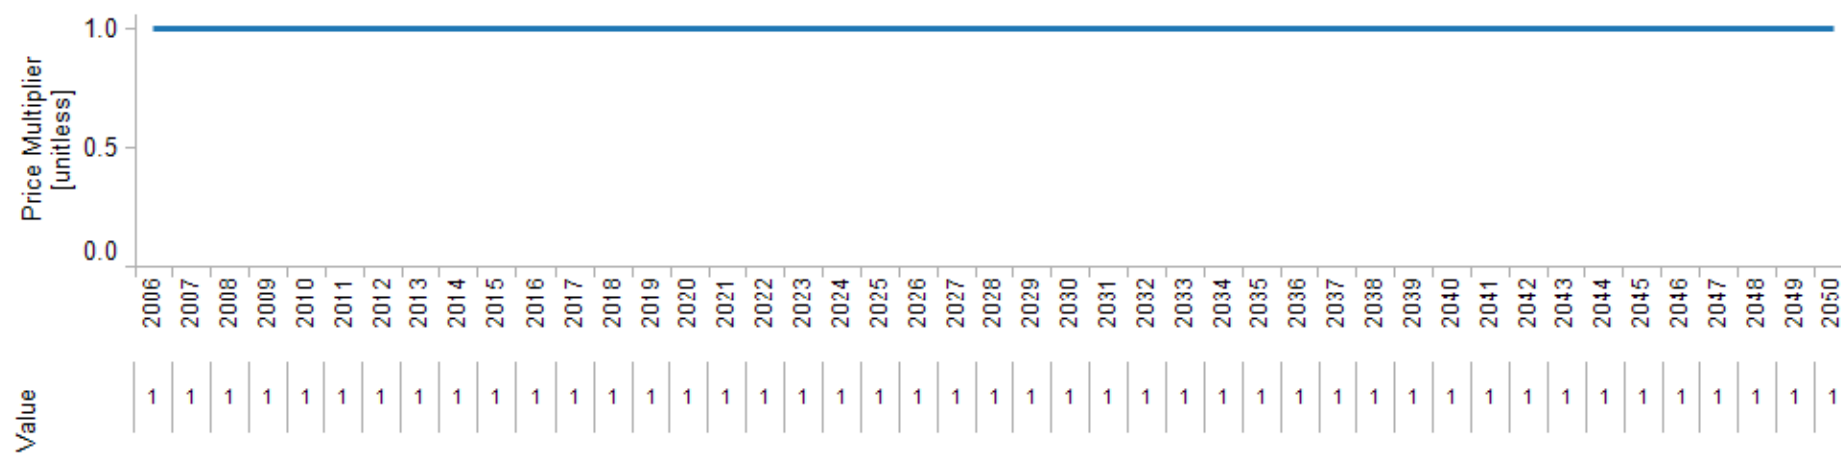 Price Multiplier
[unitless]
1.0
0.5
0.0
2006 2007 2008 2009 2010 2011 2012 2013 2014 2015 2016 2017 2018 2019 2020 2021 2022 2023 2024 2025 2026 2027 2028 2029 2030 2031 2032 2033 2034 2035 2036 2037 2038 2039 2040 2041 2042 2043 2044 2045 2046 2047 2048 2049 2050
Value 1 1 1 1 1 1 1 1 1 1 1 1 1 1 1 1 1 1 1 1 1 1 1 1 1 1 1 1 1 1 1 1 1 1 1 1 1 1 1 1 1 1 1 1 1